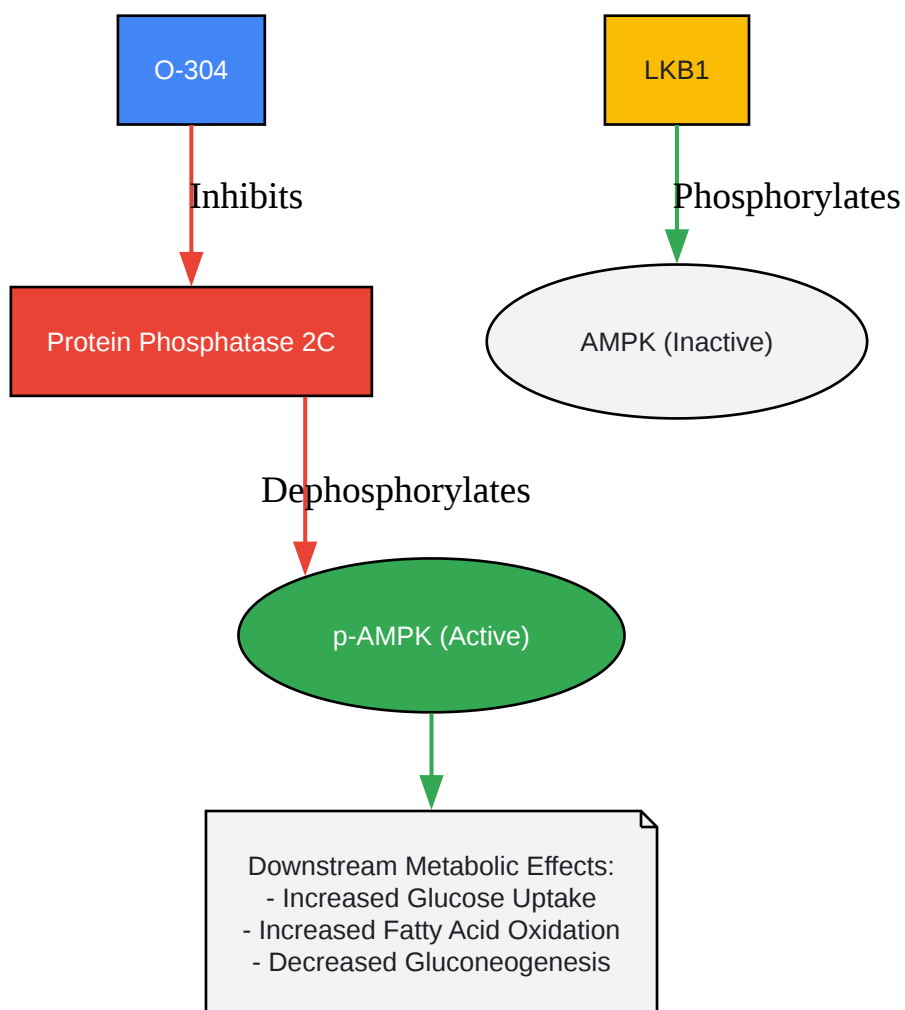 O-304
LKB1
Inhibits
Phosphorylates
Protein Phosphatase 2C
AMPK (Inactive)
Dephosphorylates
p-AMPK (Active)
Downstream Metabolic Effects:
- Increased Glucose Uptake
- Increased Fatty Acid Oxidation
- Decreased Gluconeogenesis